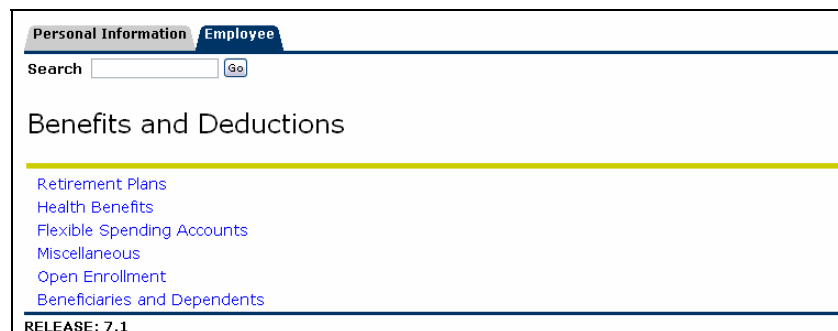 Personal Information Employee
Search Go
Benefits and Deductions
Retirement Plans
Health Benefits
Flexible Spending Accounts
Miscellaneous
Open Enrollment
Beneficiaries and Dependents
RELEASE: 7.1